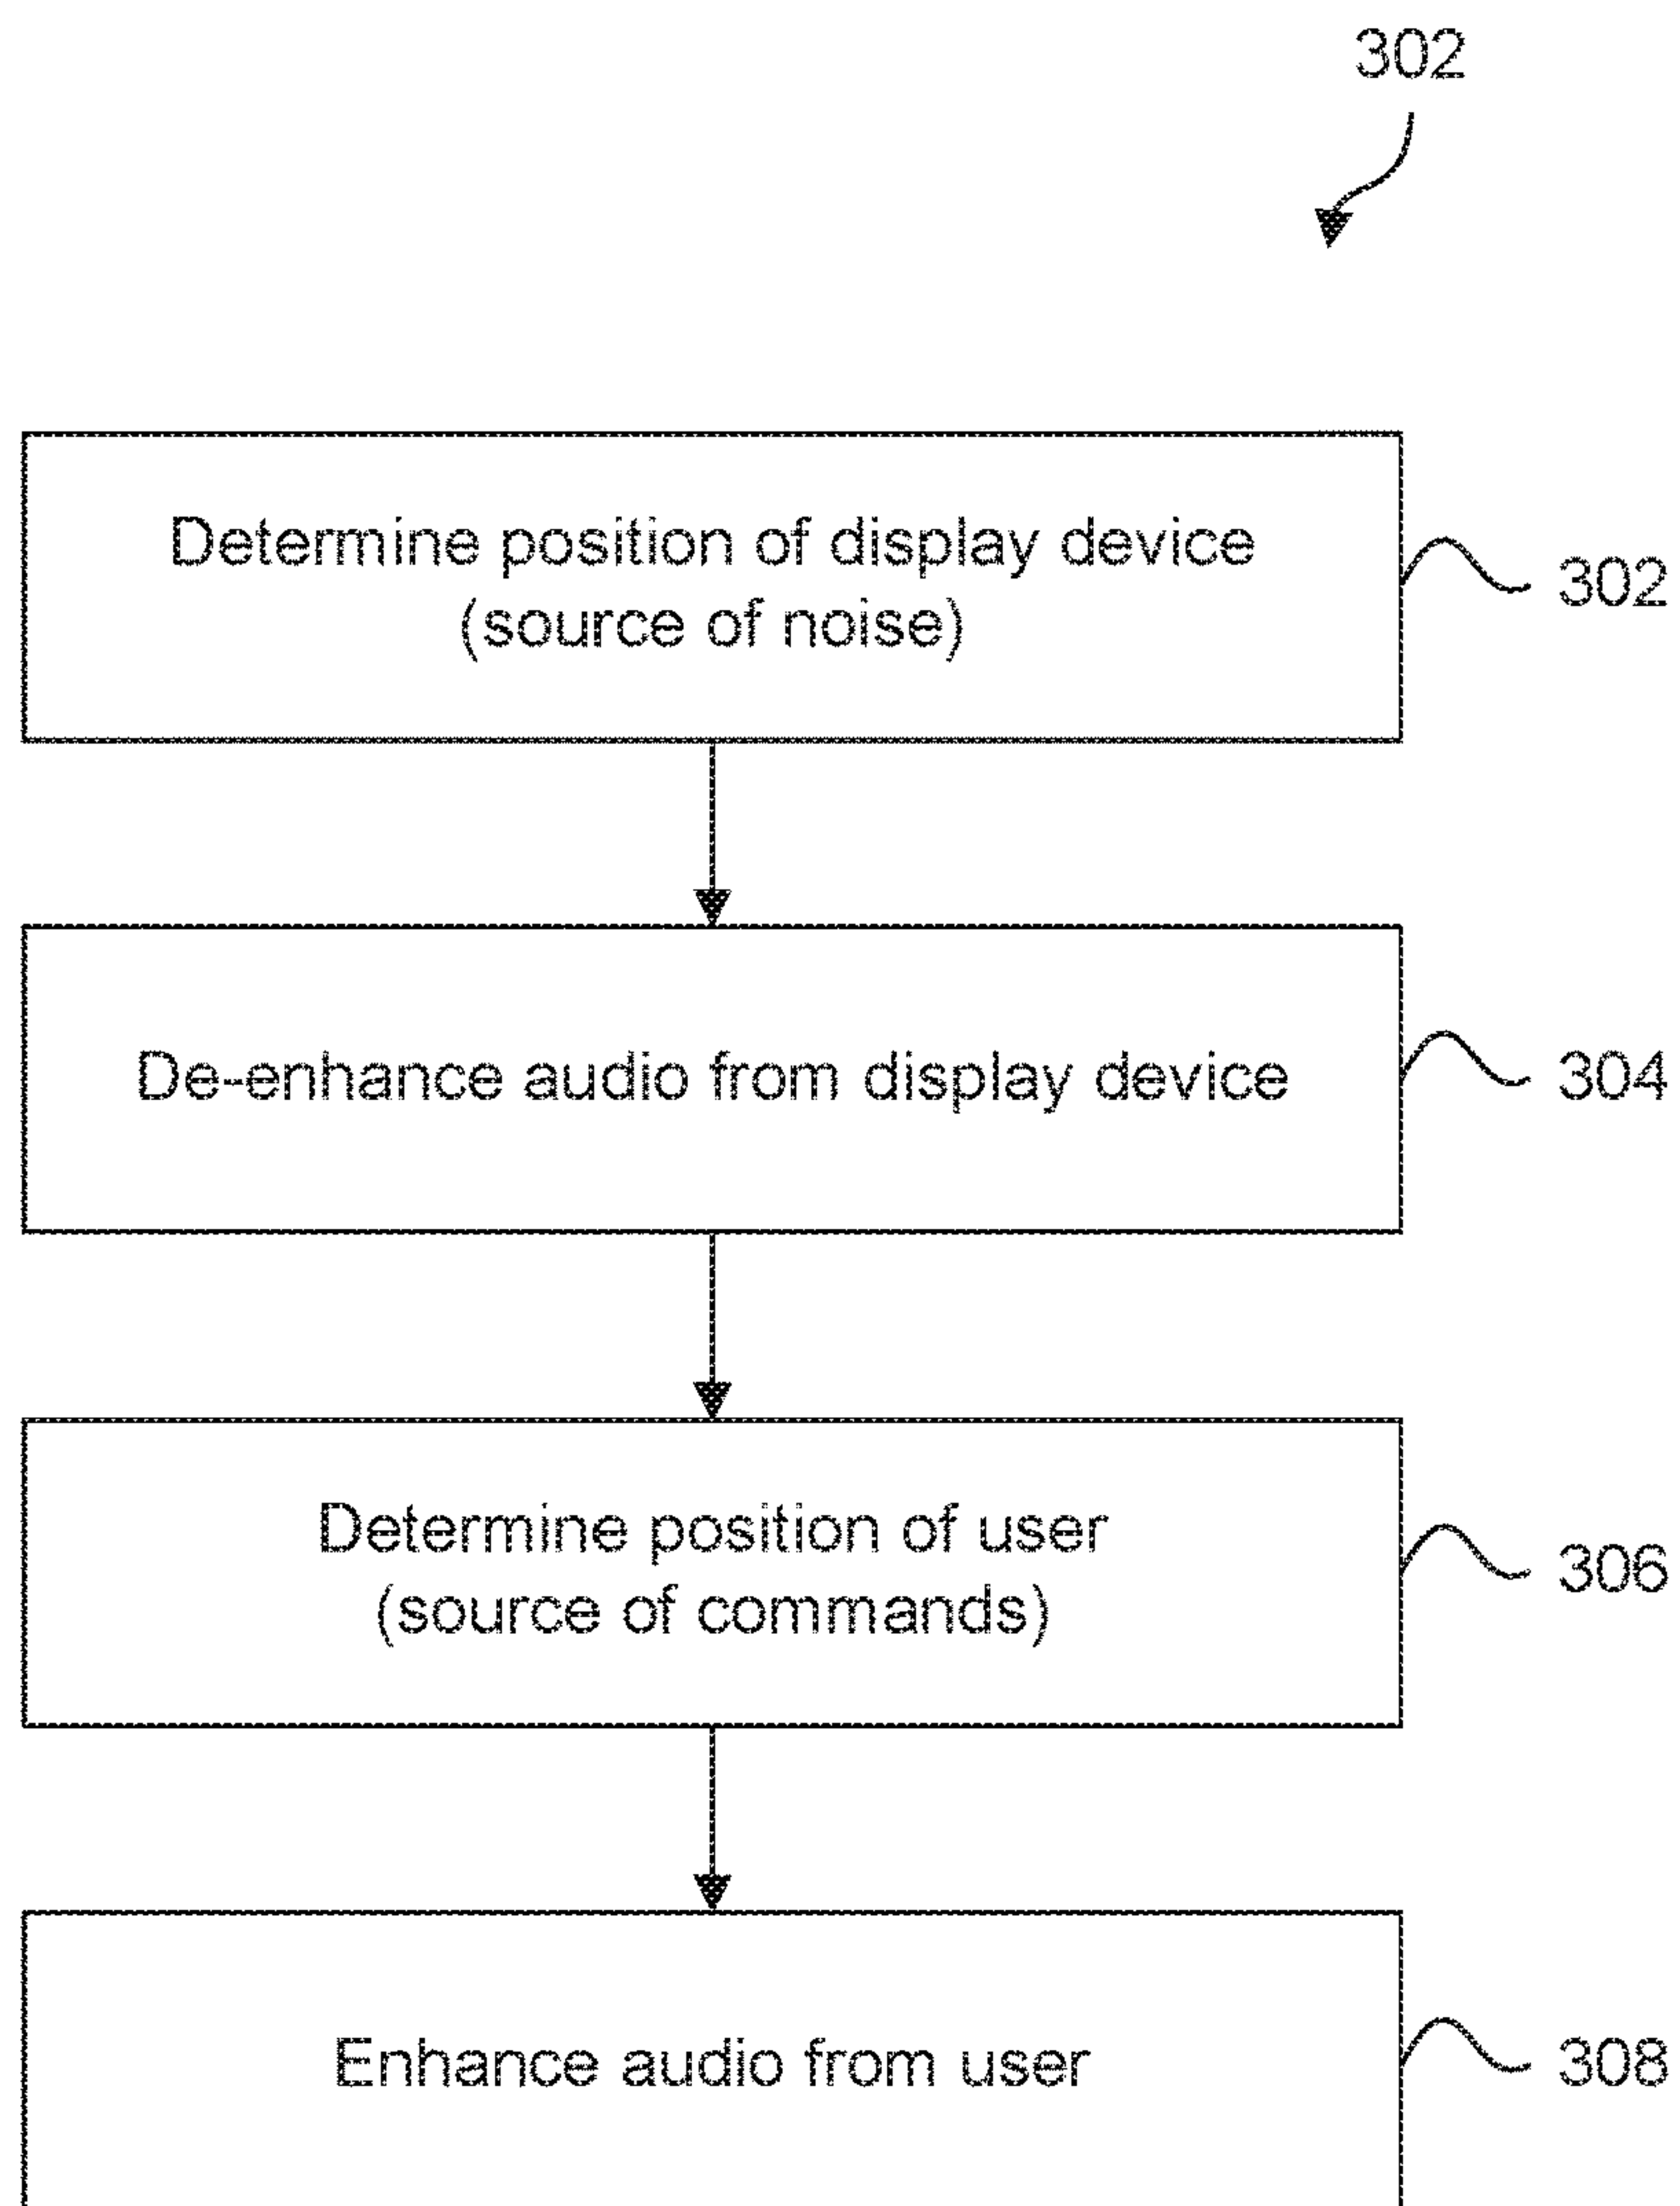 302
Determine position of display device
(source of noise)
302
De-enhance audio from display device
304
Determine position of user
(source of commands)
306
Enhance audio from user
308